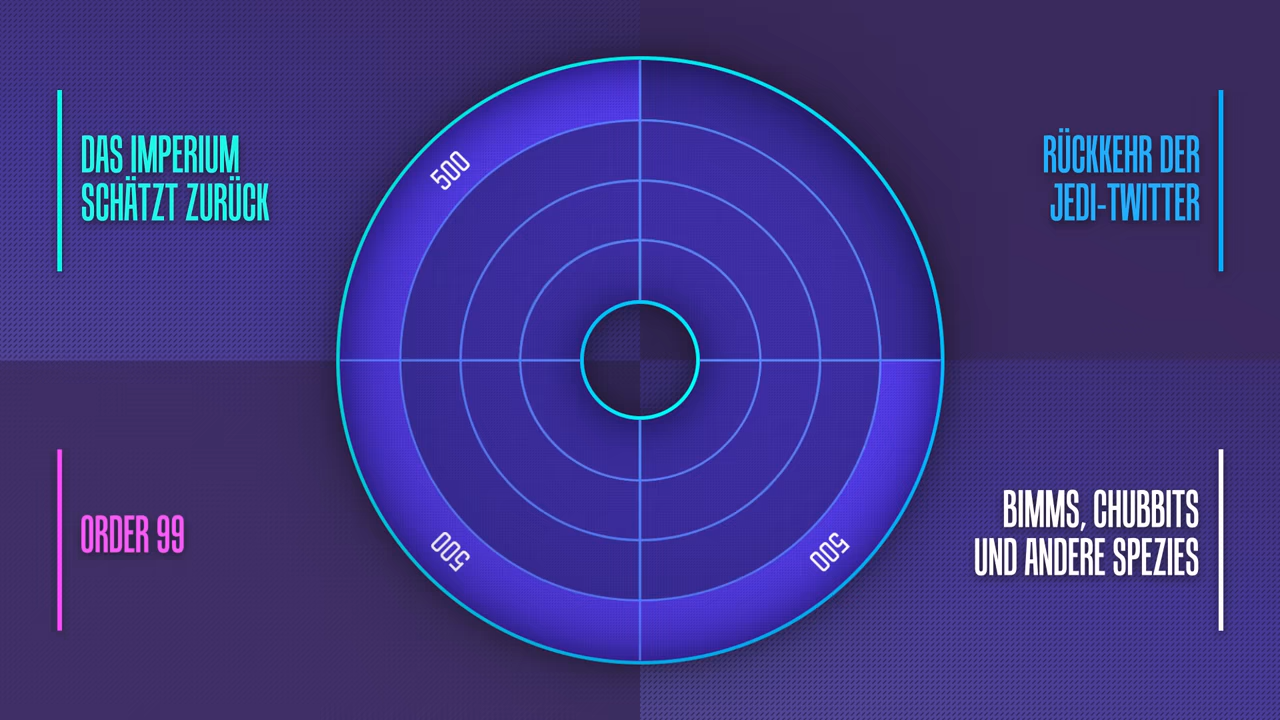 DAS IMPERIUM
SCHÄTZT ZURÜCK
RÜCKKEHR DER
JEDI-TWITTER
500
500
500
ORDER 99
BIMMS, CHUBBITS
UND ANDERE SPEZIES